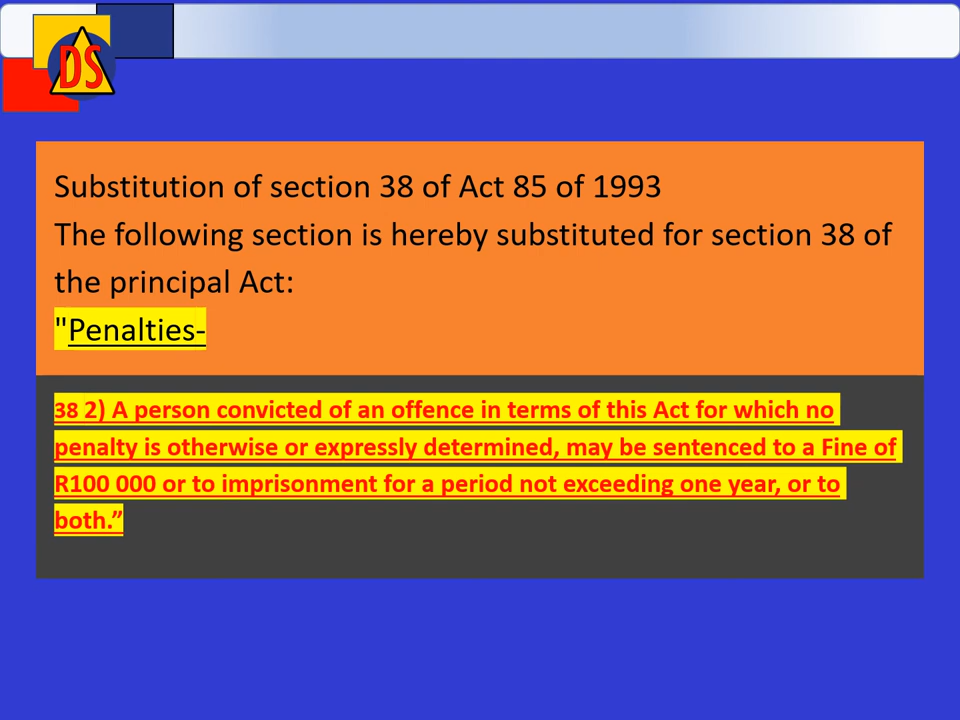 DS
Substitution of section 38 of Act 85 of 1993
The following section is hereby substituted for section 38 of
the principal Act:
"Penalties-
38 2) A person convicted of an offence in terms of this Act for which no
penalty is otherwise or expressly determined, may be sentenced to a Fine of
R100 000 or to imprisonment for a period not exceeding one year, or to
both.”